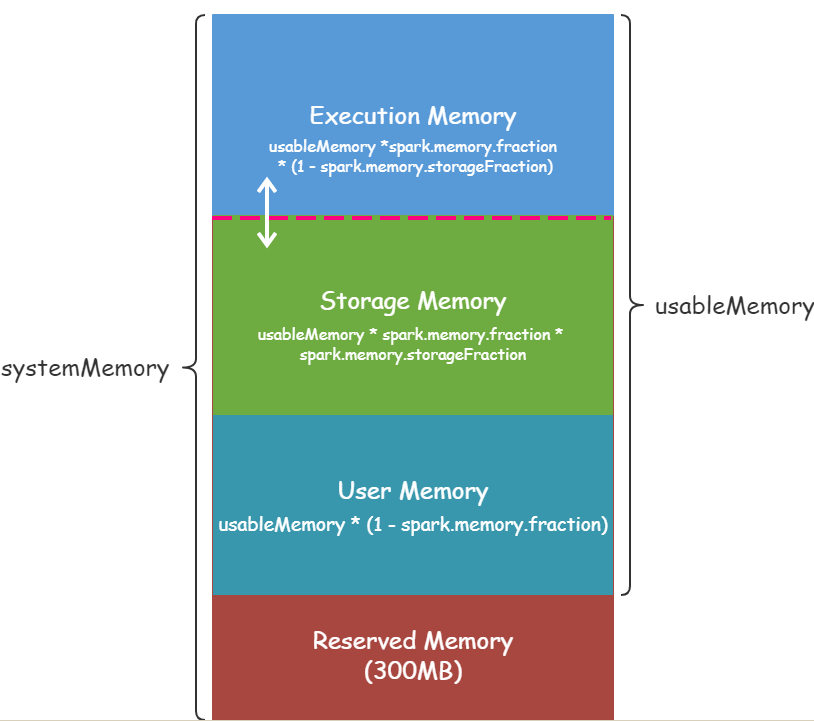 Execution Memory
usableMemory *spark.memory.fraction
* (1 - spark.memory.storageFraction)
Storage Memory
usableMemory * spark.memory.fraction *
spark.memory.storageFraction
usableMemory
systemMemory
User Memory
usableMemory * (1 - spark.memory.fraction)
Reserved Memory
(300MB)